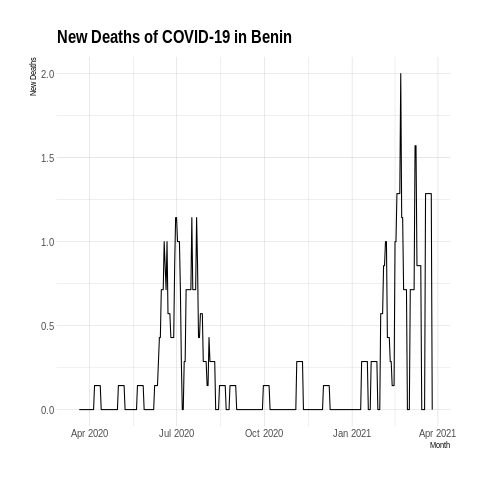 New Deaths of COVID-19 in Benin
New Deaths
2.0
1.5
1.0
0.5
0.0
Apr 2020
Jul 2020
Oct 2020
Jan 2021
Apr 2021
Month